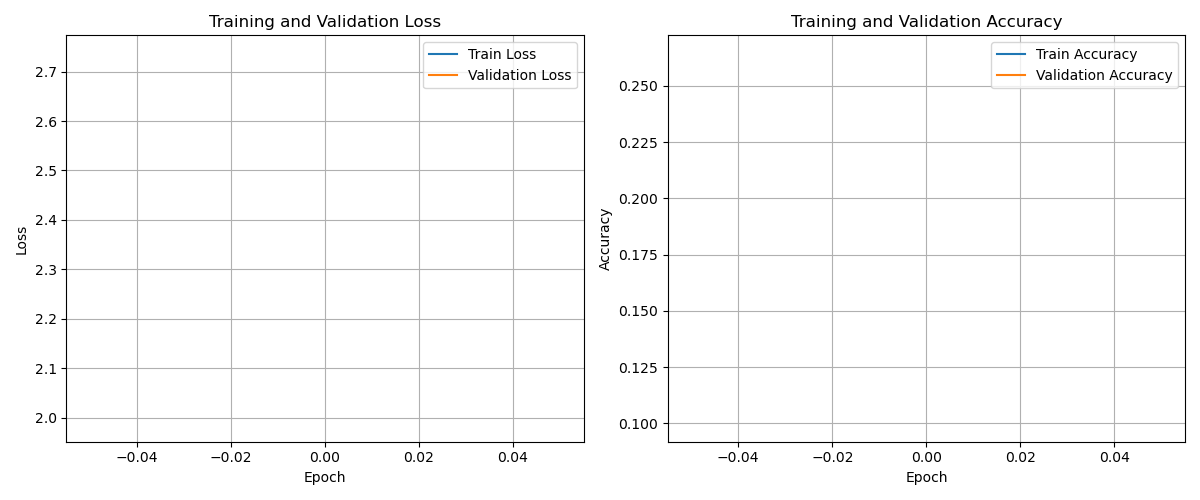 Training and Validation Loss
Train Loss
Validation Loss
2.7
2.6
2.5
2.4
2.3
2.2
2.1
2.0
Loss
−0.04 −0.02 0.00 0.02 0.04
Epoch
Training and Validation Accuracy
Train Accuracy
Validation Accuracy
0.250
0.225
0.200
0.175
0.150
0.125
0.100
Accuracy
−0.04 −0.02 0.00 0.02 0.04
Epoch